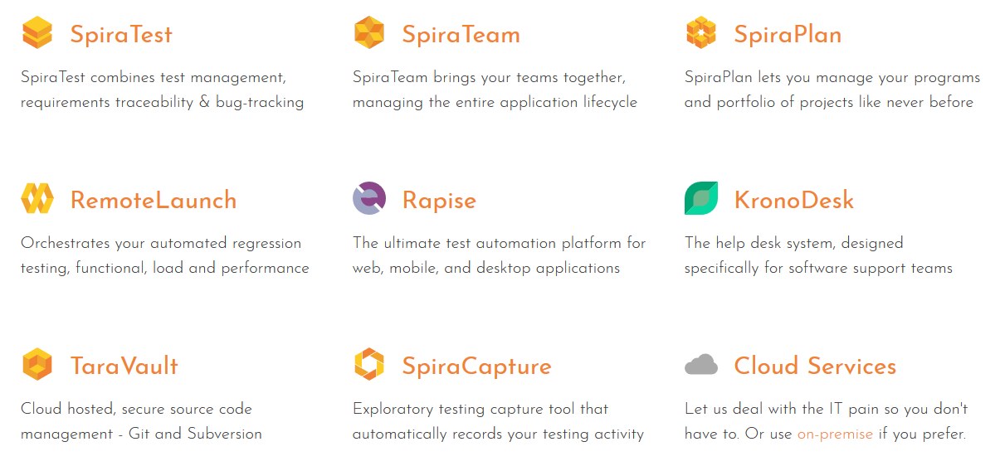 SpiraTest
SpiraTest combines test management,
requirements traceability & bug-tracking
SpiraTeam
SpiraTeam brings your teams together,
managing the entire application lifecycle
SpiraPlan
SpiraPlan lets you manage your programs
and portfolio of projects like never before
RemoteLaunch
Orchestrates your automated regression
testing, functional, load and performance
Rapise
The ultimate test automation platform for
web, mobile, and desktop applications
KronoDesk
The help desk system, designed
specifically for software support teams
TaraVault
Cloud hosted, secure source code
management - Git and Subversion
SpiraCapture
Exploratory testing capture tool that
automatically records your testing activity
Cloud Services
Let us deal with the IT pain so you don't
have to. Or use on-premise if you prefer.